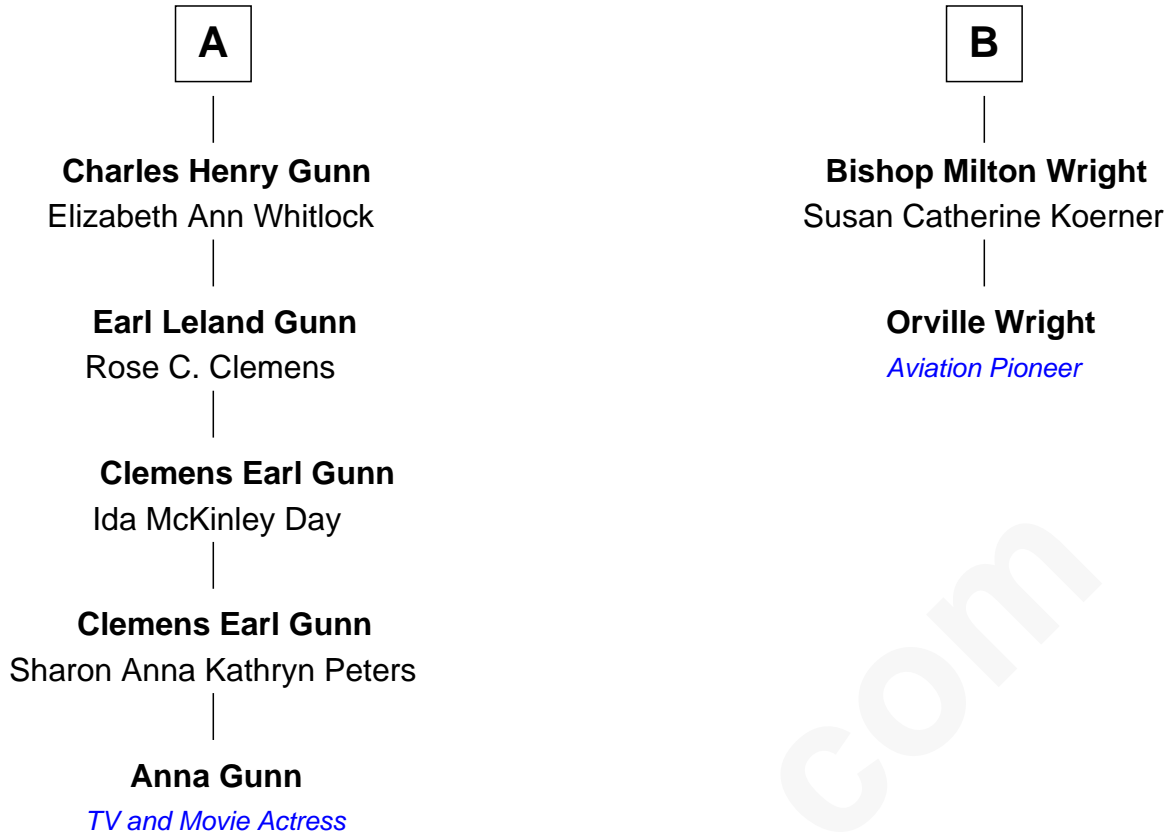 A
Charles Henry Gunn
Elizabeth Ann Whitlock
Earl Leland Gunn
Rose C. Clemens
Clemens Earl Gunn
Ida McKinley Day
Clemens Earl Gunn
Sharon Anna Kathryn Peters
Anna Gunn
TV and Movie Actress
B
Bishop Milton Wright
Susan Catherine Koerner
Orville Wright
Aviation Pioneer
com